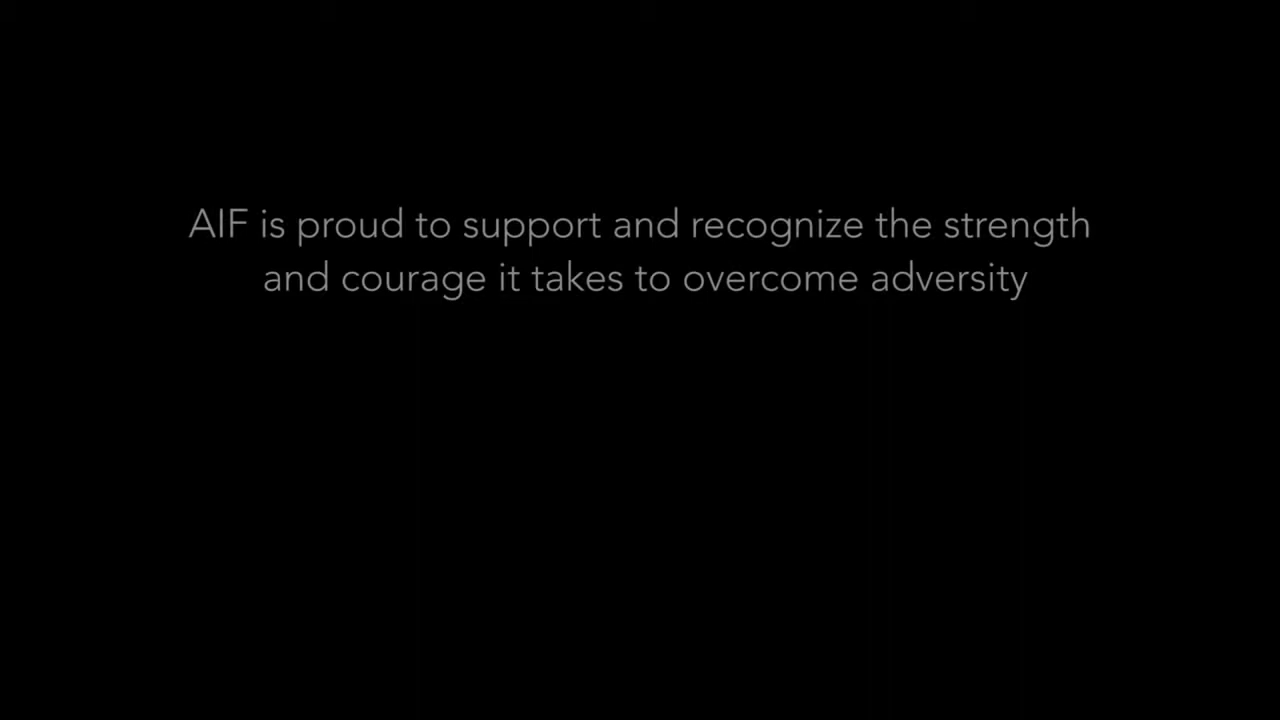 AIF is proud to support and recognize the strength
and courage it takes to overcome adversity